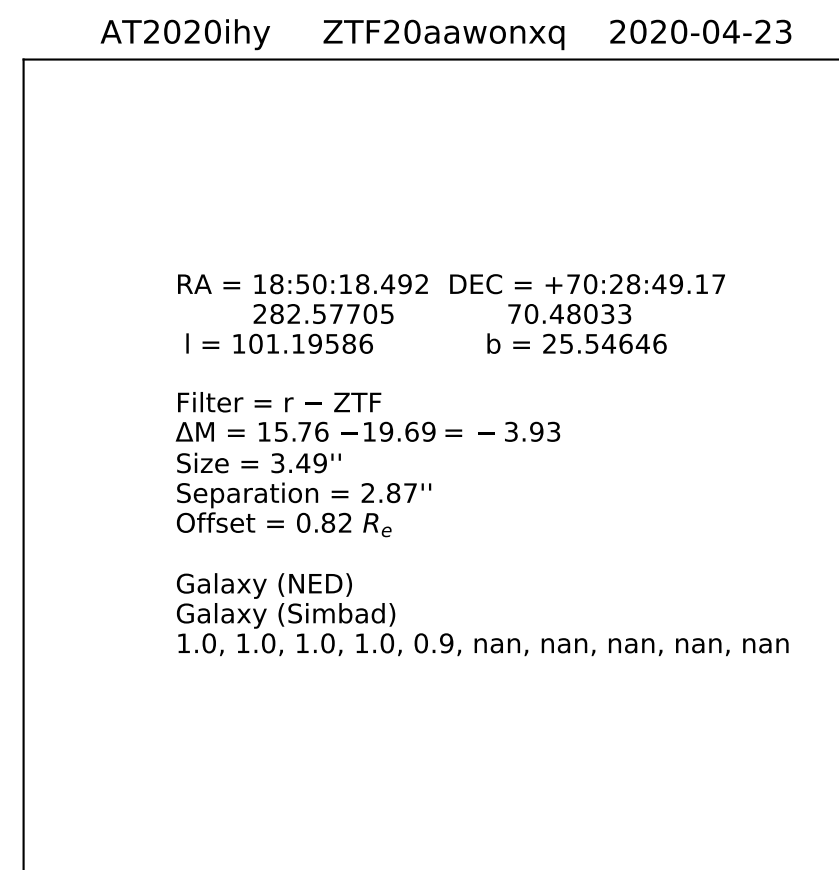 AT2020ihy ZTF20aawonxq 2020-04-23
RA = 18:50:18.492 DEC = +70:28:49.17
282.57705 70.48033
l = 101.19586 b = 25.54646
Filter = r − ZTF
ΔM = 15.76 −19.69 = − 3.93
Size = 3.49''
Separation = 2.87''
Offset = 0.82 Re
Galaxy (NED)
Galaxy (Simbad)
1.0, 1.0, 1.0, 1.0, 0.9, nan, nan, nan, nan, nan